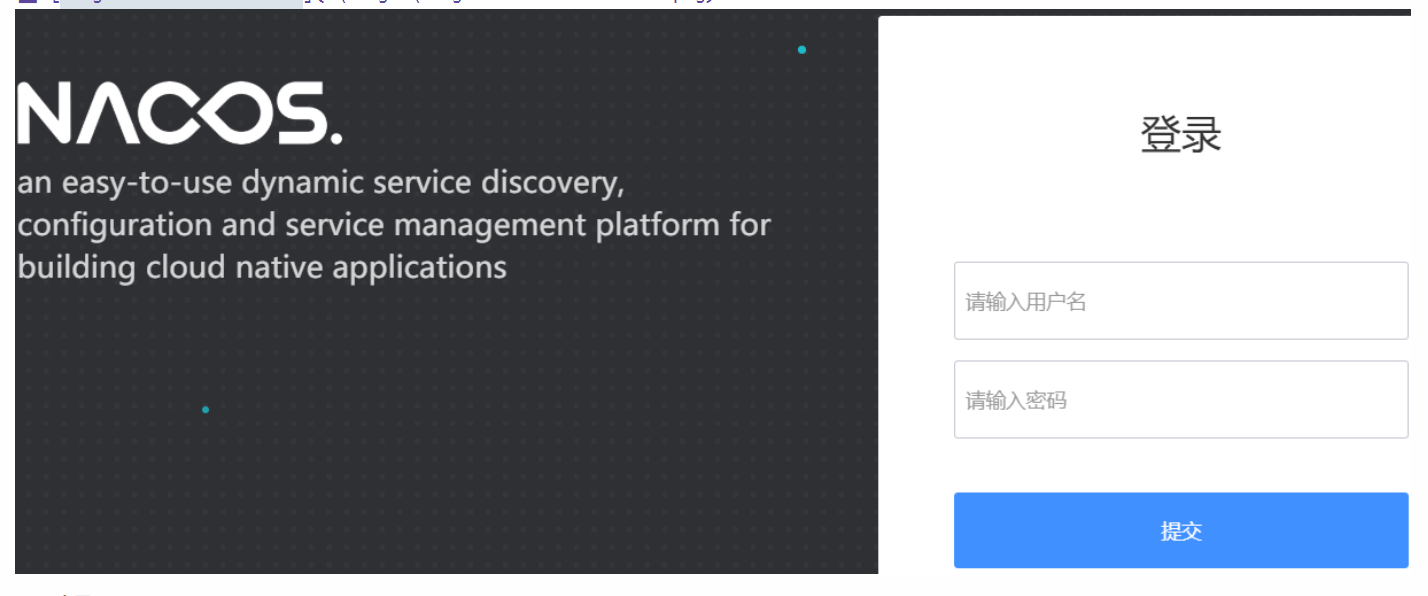 NACOS.
an easy-to-use dynamic service discovery,
configuration and service management platform for
building cloud native applications
登录
请输入用户名
请输入密码
提交